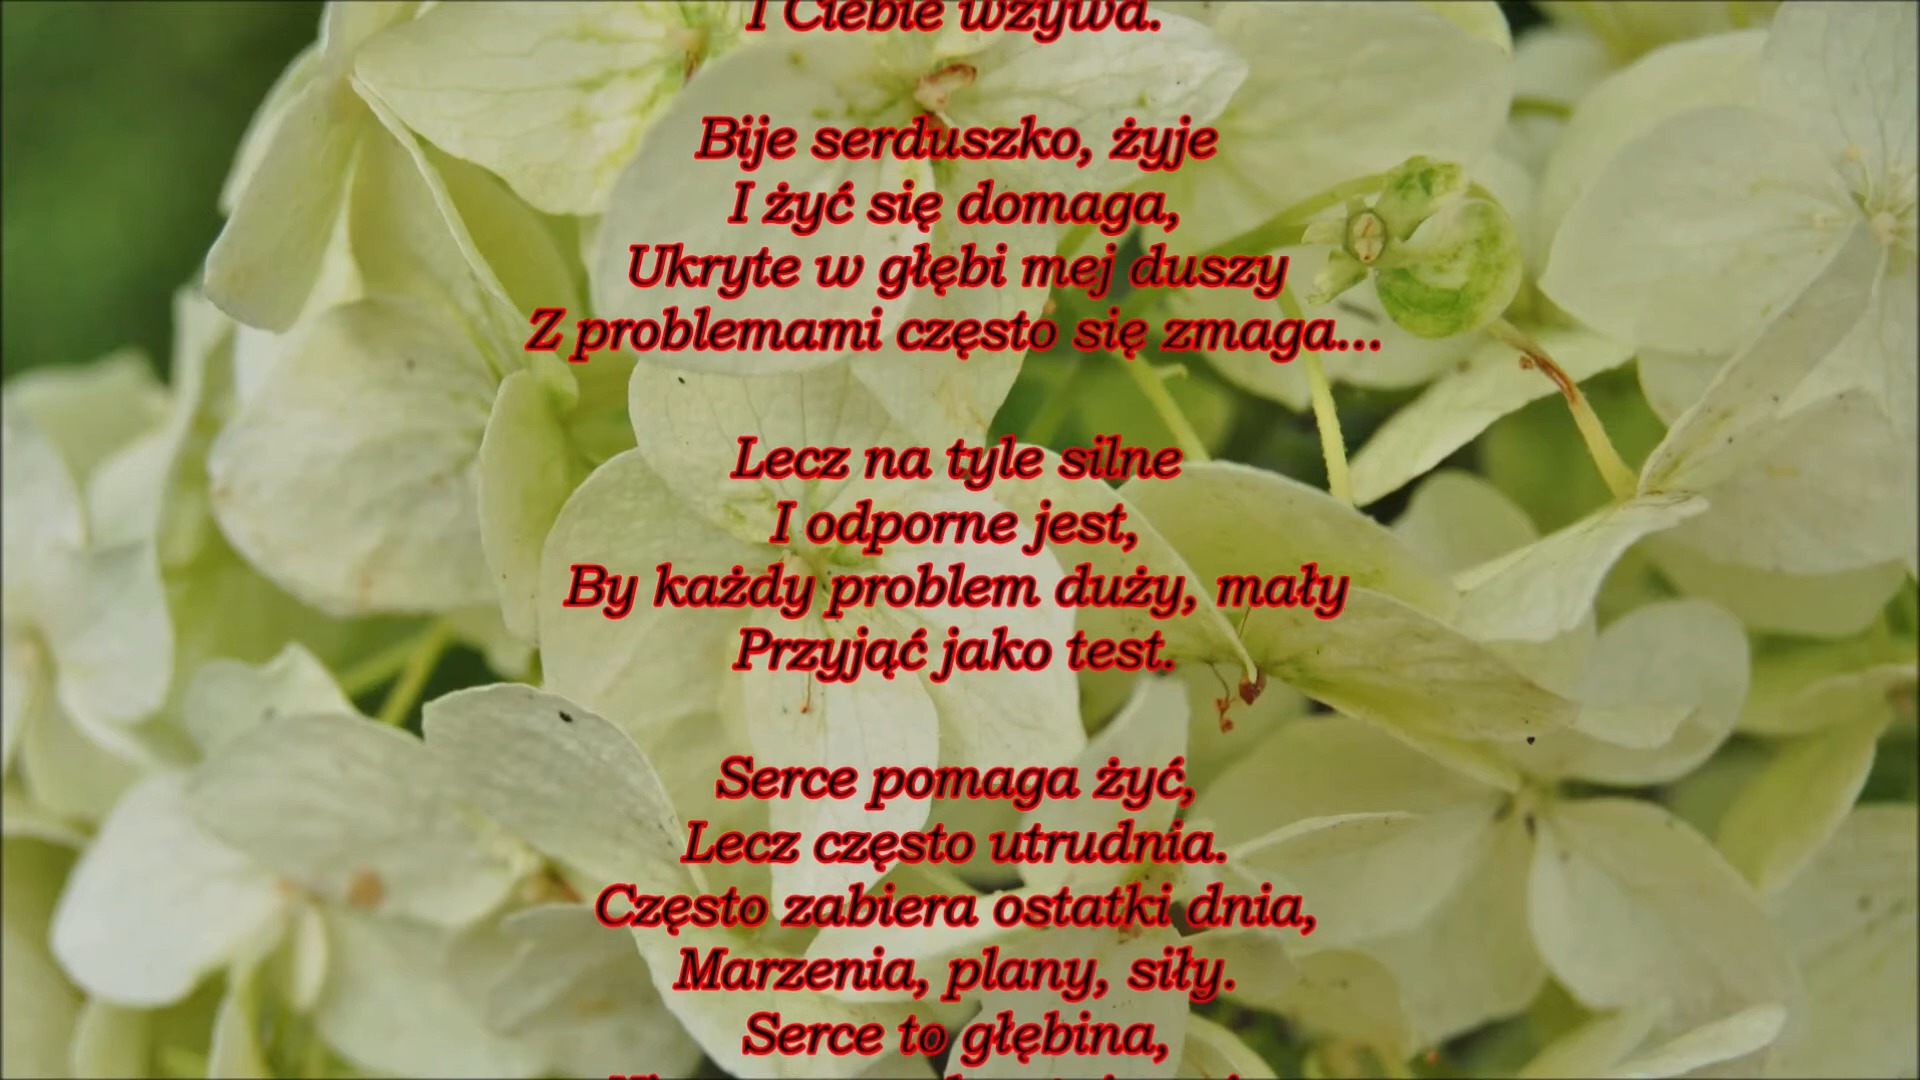 I Ciebie wzywa.
Bije serduszko, żyje
I żyć się domaga,
Ukryte w głębi mej duszy
Z problemami często się zmaga...
Lecz na tyle silne
I odporne jest,
By każdy problem duży, mały
Przyjąć jako test.
Serce pomaga żyć,
Lecz często utrudnia.
Często zabiera ostatki dnia,
Marzenia, plany, siły.
Serce to głębina,